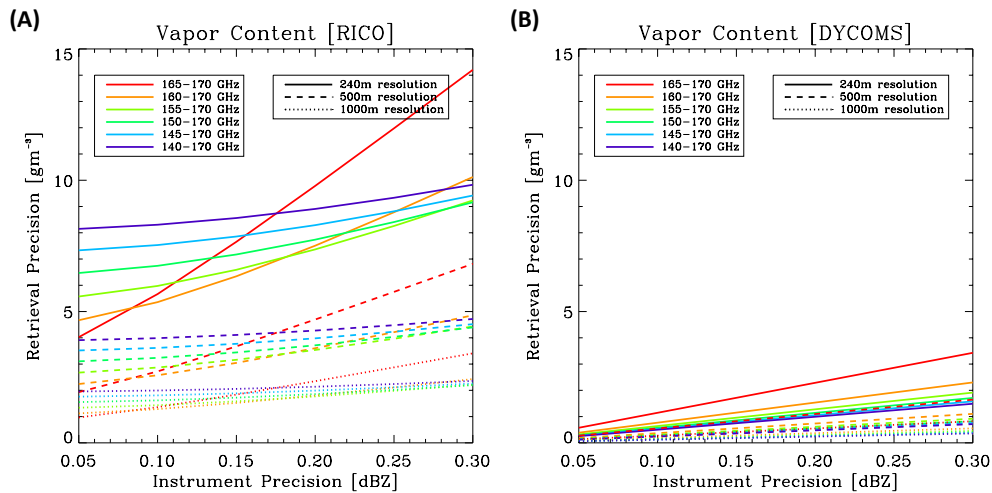 (A)
Vapor Content [RICO]
15
10
5
0
Retrieval Precision [gm⁻³]
165-170 GHz
160-170 GHz
155-170 GHz
150-170 GHz
145-170 GHz
140-170 GHz
240m resolution
500m resolution
1000m resolution
0.05 0.10 0.15 0.20 0.25 0.30
Instrument Precision [dBZ]
(B)
Vapor Content [DYCOMS]
15
10
5
0
Retrieval Precision [gm⁻³]
165-170 GHz
160-170 GHz
155-170 GHz
150-170 GHz
145-170 GHz
140-170 GHz
240m resolution
500m resolution
1000m resolution
0.05 0.10 0.15 0.20 0.25 0.30
Instrument Precision [dBZ]